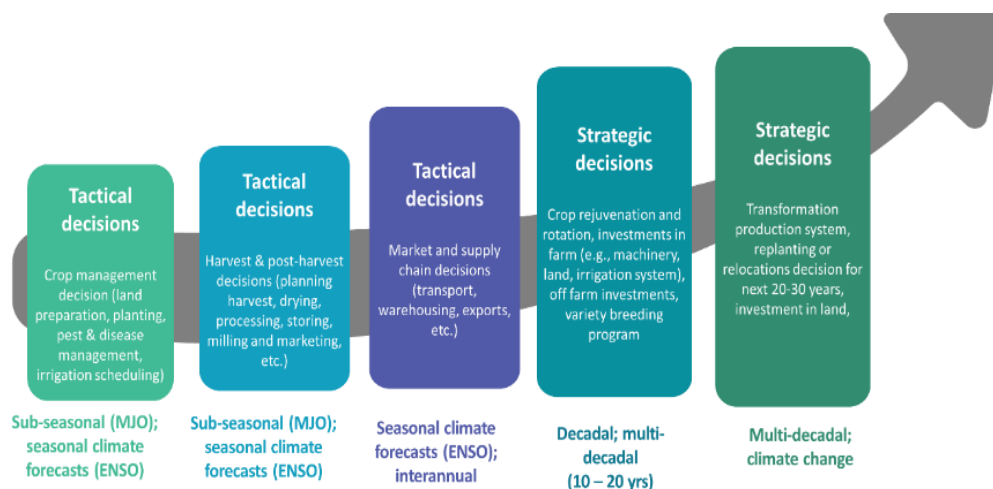 Tactical
decisions
Crop management
decision (land
preparation, planting,
pest & disease
management,
irrigation scheduling)
Sub-seasonal (MJO);
seasonal climate
forecasts (ENSO)
Tactical
decisions
Harvest & post-harvest
decisions (planning
harvest, drying,
processing, storing,
milling and marketing,
etc.)
Sub-seasonal (MJO);
seasonal climate
forecasts (ENSO)
Tactical
decisions
Market and supply
chain decisions
(transport,
warehousing, exports,
etc.)
Seasonal climate
forecasts (ENSO);
interannual
Strategic
decisions
Crop rejuvenation and
rotation, investments in
farm (e.g., machinery,
land, irrigation system),
off farm investments,
variety breeding
program
Decadal; multi-
decadal
(10 – 20 yrs)
Strategic
decisions
Transformation
production system,
replanting or
relocations decision for
next 20-30 years,
investment in land,
Multi-decadal;
climate change